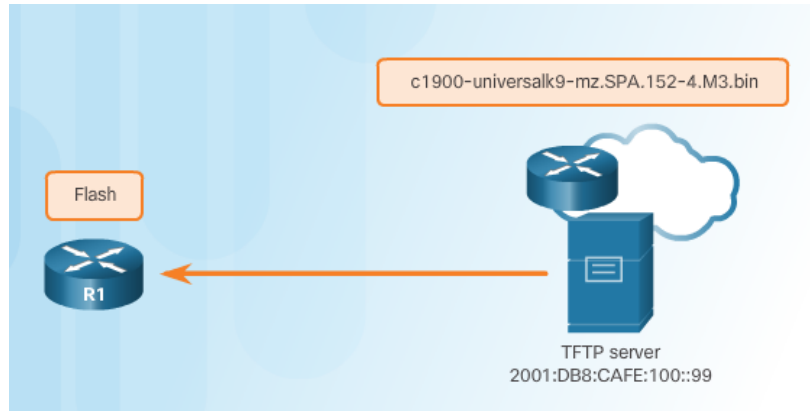 c1900-universalk9-mz.SPA.152-4.M3.bin
Flash
R1
TFTP server
2001:DB8:CAFE:100::99